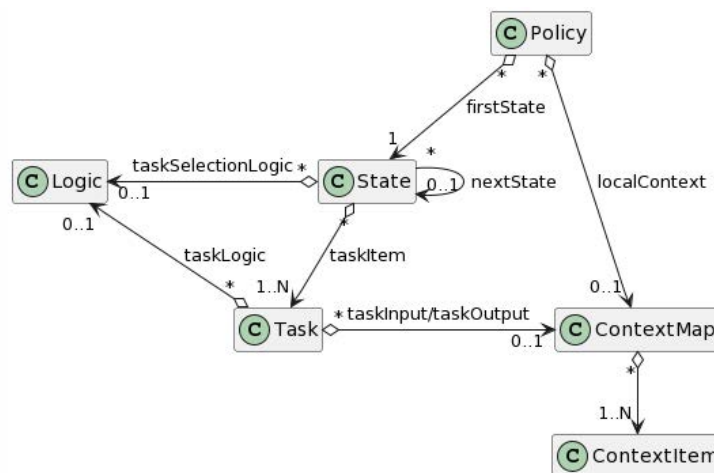 C Policy
* *
firstState
1 *
taskSelectionLogic *
C Logic
C State
nextState
localContext
0..1 0..1
0..1 *
taskLogic
taskItem
* 1..N 0..1
C Task
* taskInput/taskOutput
0..1
C ContextMap
*
1..N
C ContextItem